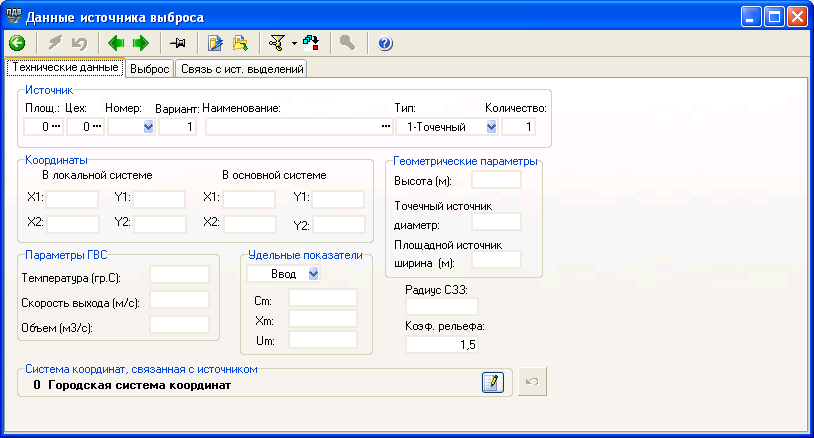 ПДВ Данные источника выброса
Технические данные Выброс Связь с ист. выделений
Источник
Площ.: Цех: Номер: Вариант: Наименование: Тип: Количество:
0 ... 0 ... 1 ... 1-Точечный 1
Координаты
В локальной системе В основной системе
X1: Y1: X1: Y1:
X2: Y2: X2: Y2:
Геометрические параметры
Высота (м):
Точечный источник
диаметр:
Площадной источник
ширина (м):
Параметры ГВС
Температура (гр.С)
Скорость выхода (м/с):
Объем (м3/с):
Удельные показатели
Ввод
Cm:
Xm:
Um:
Радиус СЗЗ:
Коэф. рельефа:
1,5
Система координат, связанная с источником
0 Городская система координат